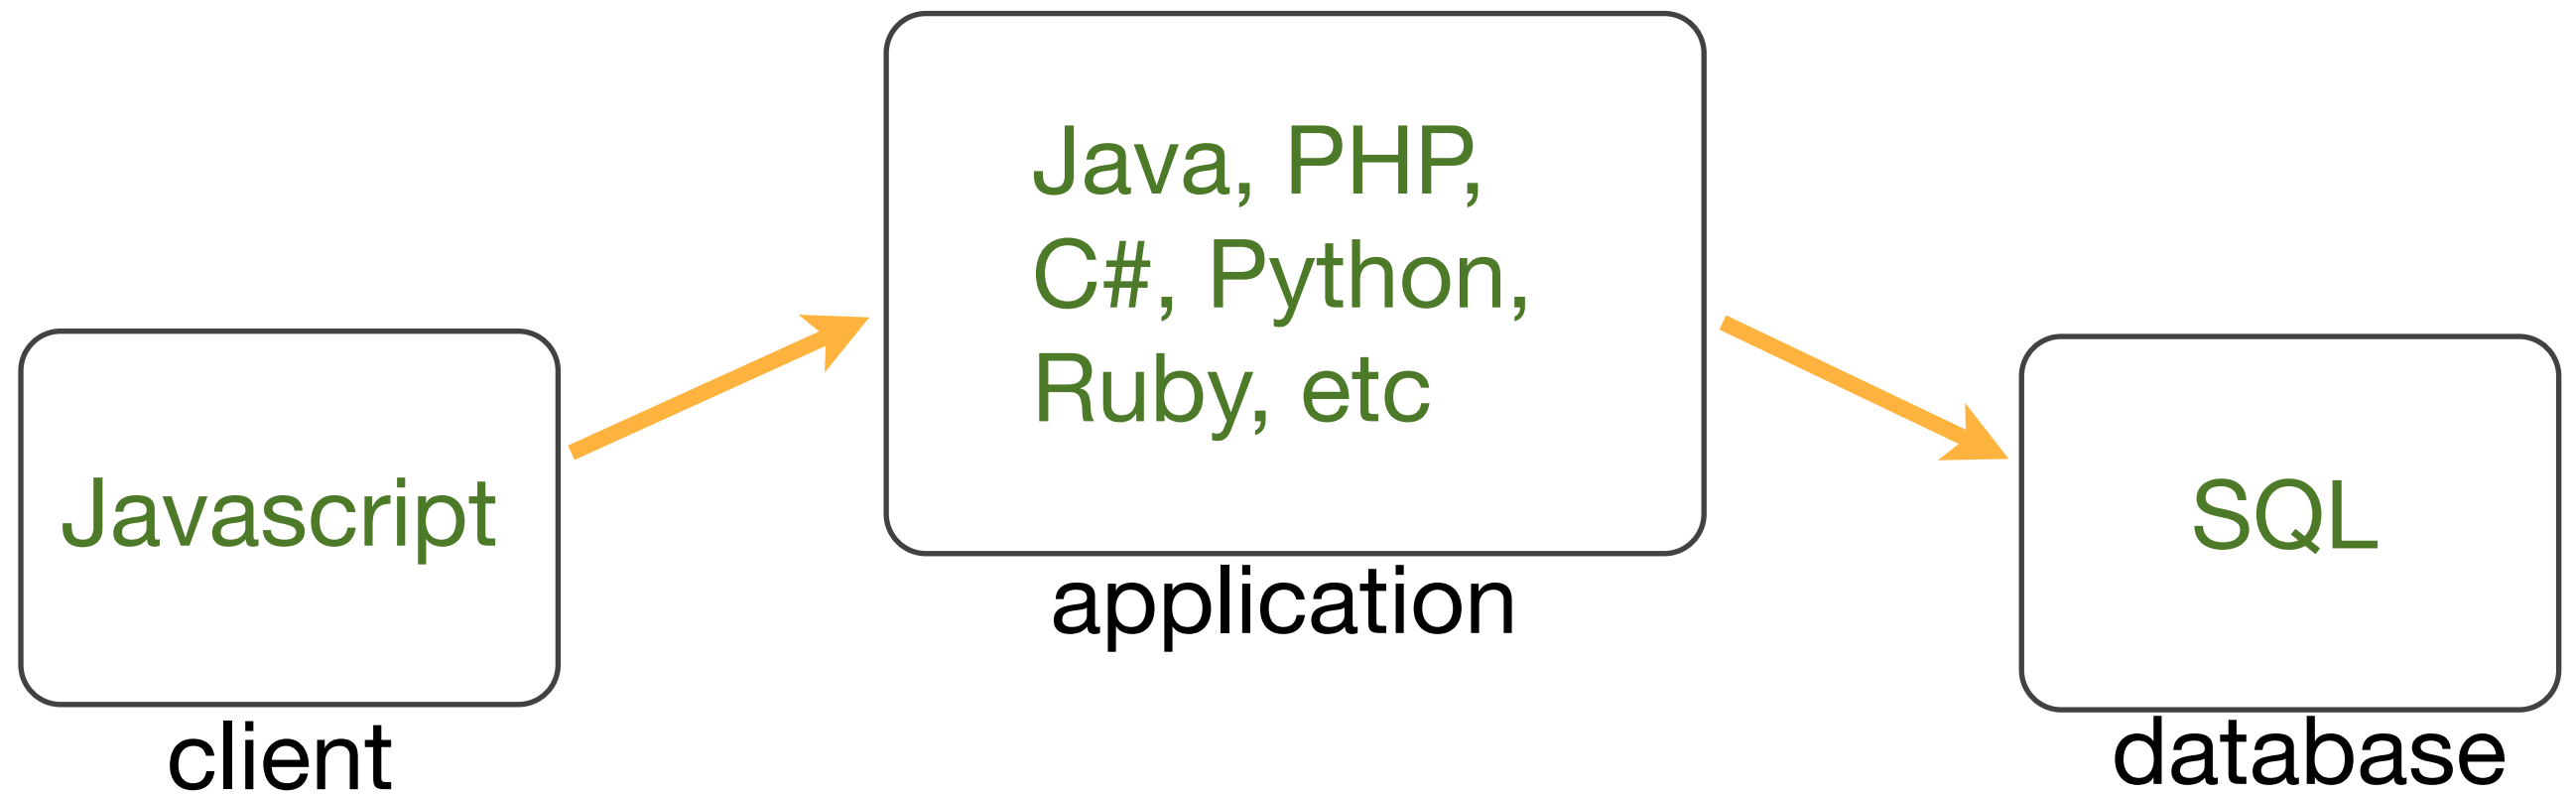 Javascript
client
Java, PHP,
C#, Python,
Ruby, etc
application
SQL
database